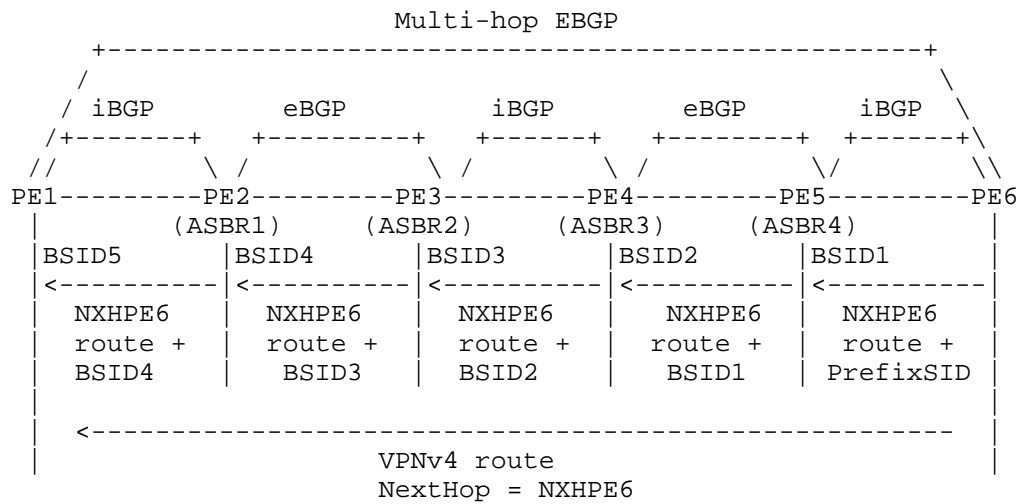 Multi-hop EBGP
iBGP eBGP iBGP eBGP iBGP
PE1 PE2 PE3 PE4 PE5 PE6
(ASBR1) (ASBR2) (ASBR3) (ASBR4)
BSID5 BSID4 BSID3 BSID2 BSID1
NXHPE6 NXHPE6 NXHPE6 NXHPE6 NXHPE6
route + route + route + route + route +
BSID4 BSID3 BSID2 BSID1 PrefixSID
VPNv4 route
NextHop = NXHPE6